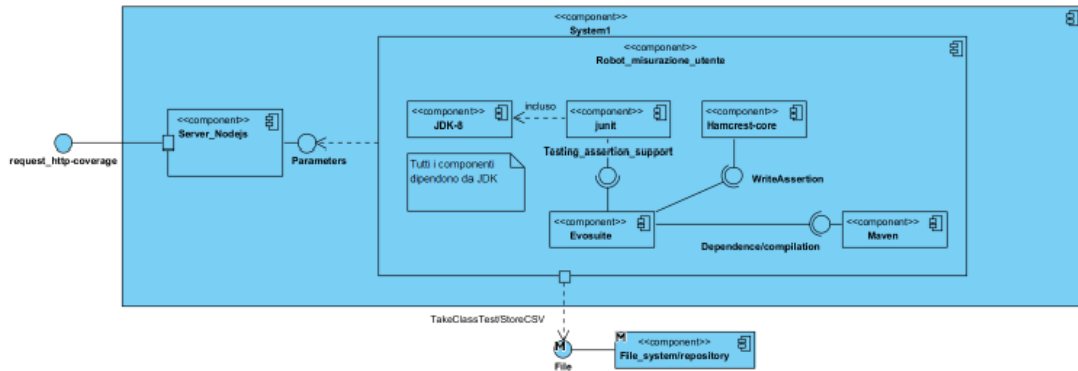 <<component>>
System1
<<component>>
Robot_misurazione_utente
<<component>>
Server_Nodejs
request_http-coverage
Parameters
<<component>>
JDK-8
incluso
<<component>>
junit
<<component>>
Hamcrest-core
Tutti i componenti
dipendono da JDK
Testing_assertion_support
WriteAssertion
<<component>>
Evosuite
Dependence/compilation
<<component>>
Maven
TakeClassTest/StoreCSV
M
File
M
<<component>>
File_system/repository